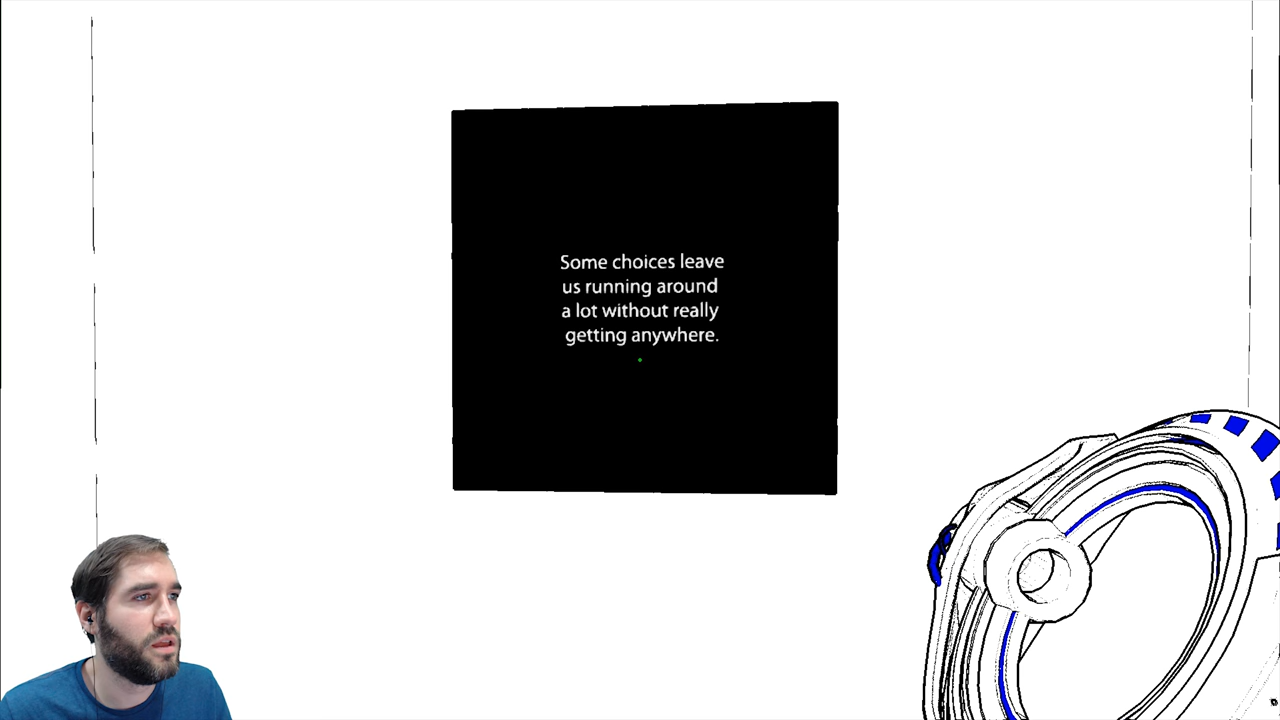 Some choices leave
us running around
a lot without really
getting anywhere.